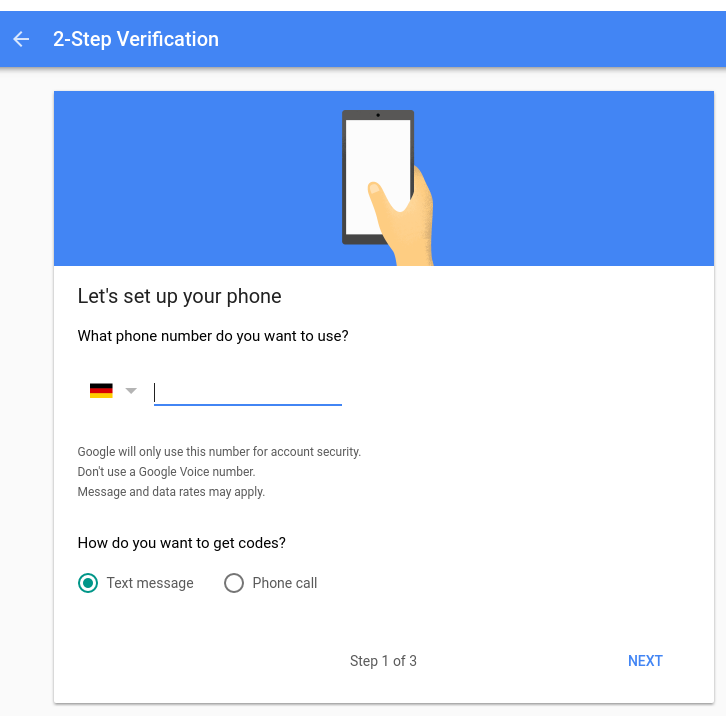 2-Step Verification
Let's set up your phone
What phone number do you want to use?
Google will only use this number for account security.
Don't use a Google Voice number.
Message and data rates may apply.
How do you want to get codes?
Text message Phone call
Step 1 of 3 NEXT